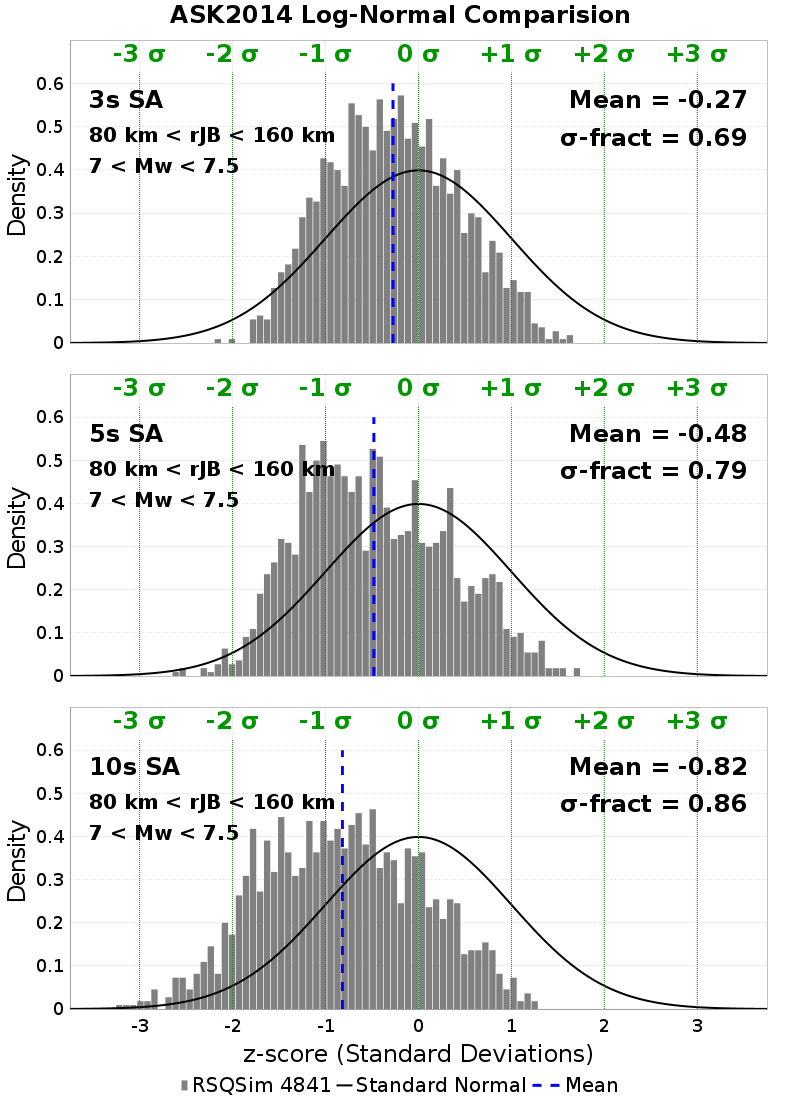 ASK2014 Log-Normal Comparision
-3 σ -2 σ -1 σ 0 σ +1 σ +2 σ +3 σ
0.6
3s SA Mean = -0.27
80 km < rJB < 160 km σ-fract = 0.69
0.5
7 < Mw < 7.5
0.4
0.3
0.2
0.1
0
Density
-3 σ -2 σ -1 σ 0 σ +1 σ +2 σ +3 σ
0.6
5s SA Mean = -0.48
80 km < rJB < 160 km σ-fract = 0.79
0.5
7 < Mw < 7.5
0.4
0.3
0.2
0.1
0
Density
-3 σ -2 σ -1 σ 0 σ +1 σ +2 σ +3 σ
0.6
10s SA Mean = -0.82
80 km < rJB < 160 km σ-fract = 0.86
0.5
7 < Mw < 7.5
0.4
0.3
0.2
0.1
0
Density
-3 -2 -1 0 1 2 3
z-score (Standard Deviations)
RSQSim 4841 Standard Normal Mean